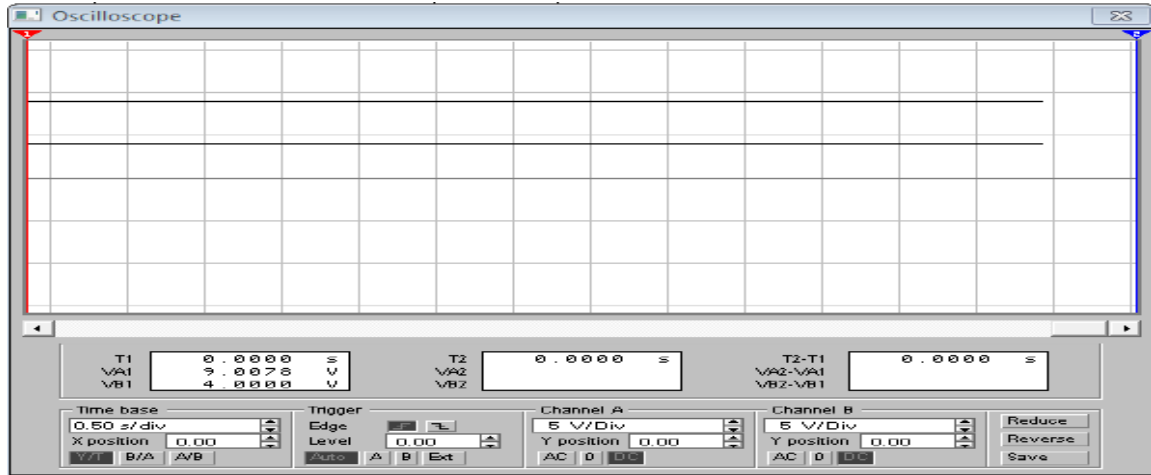 Oscilloscope
1 2
T1 0.0000 s T2 0.0000 s T2-T1 0.0000 s
VA1 9.0078 V VA2 VA2-VA1
VB1 4.0000 V VB2 VB2-VB1
Time base Trigger Channel A Channel B
0.50 s/div Edge 5 V/Div 5 V/Div Reduce
X position 0.00 Level 0.00 Y position 0.00 Y position 0.00 Reverse
Y/T B/A A/B Auto A B Ext AC 0 DC AC 0 DC Save